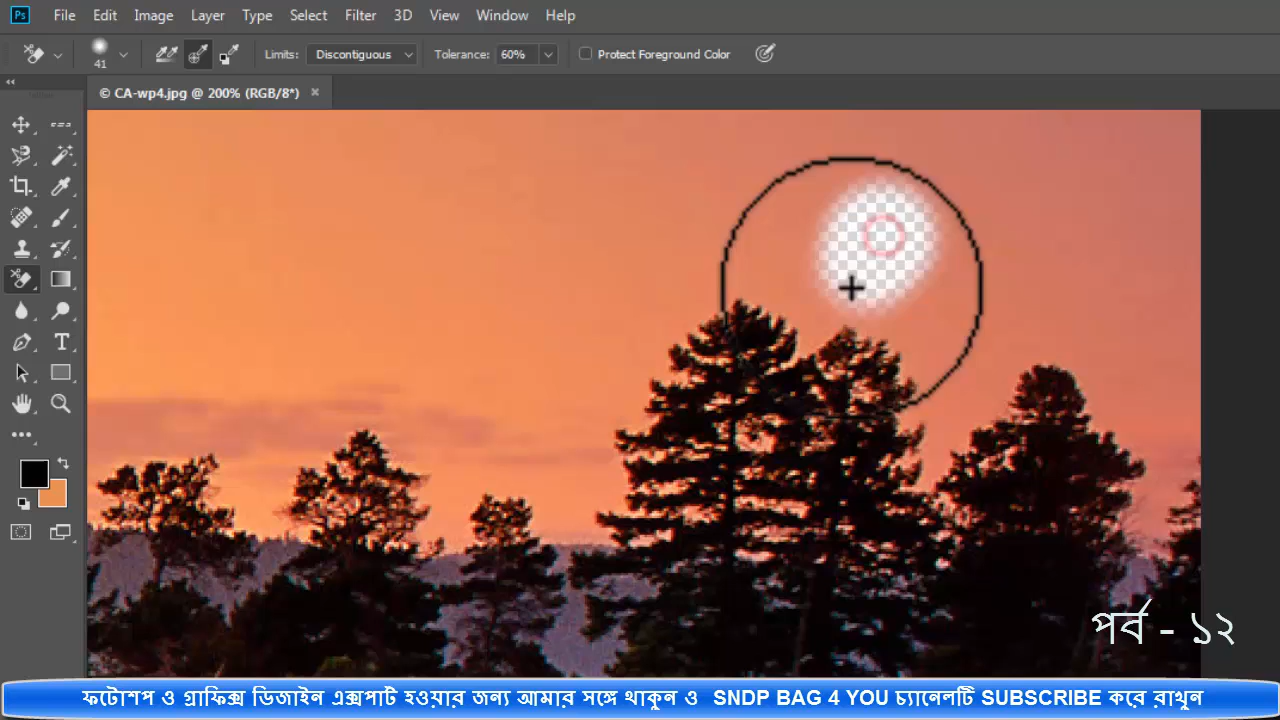 Ps File Edit Image Layer Type Select Filter 3D View Window Help
41 Limits: Discontiguous Tolerance: 60% Protect Foreground Color
© CA-wp4.jpg @ 200% (RGB/8*)
পর্ব - ১২
ফটোশপ ও গ্রাফিক্স ডিজাইন এক্সপার্ট হওয়ার জন্য আমার সঙ্গে থাকুন ও SNDP BAG 4 YOU চ্যানেলটি SUBSCRIBE করে রাখুন